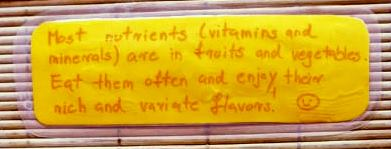 Most nutrients (vitamins and
minerals) are in fruits and vegetables.
Eat them often and enjoy their
rich and variate flavors.